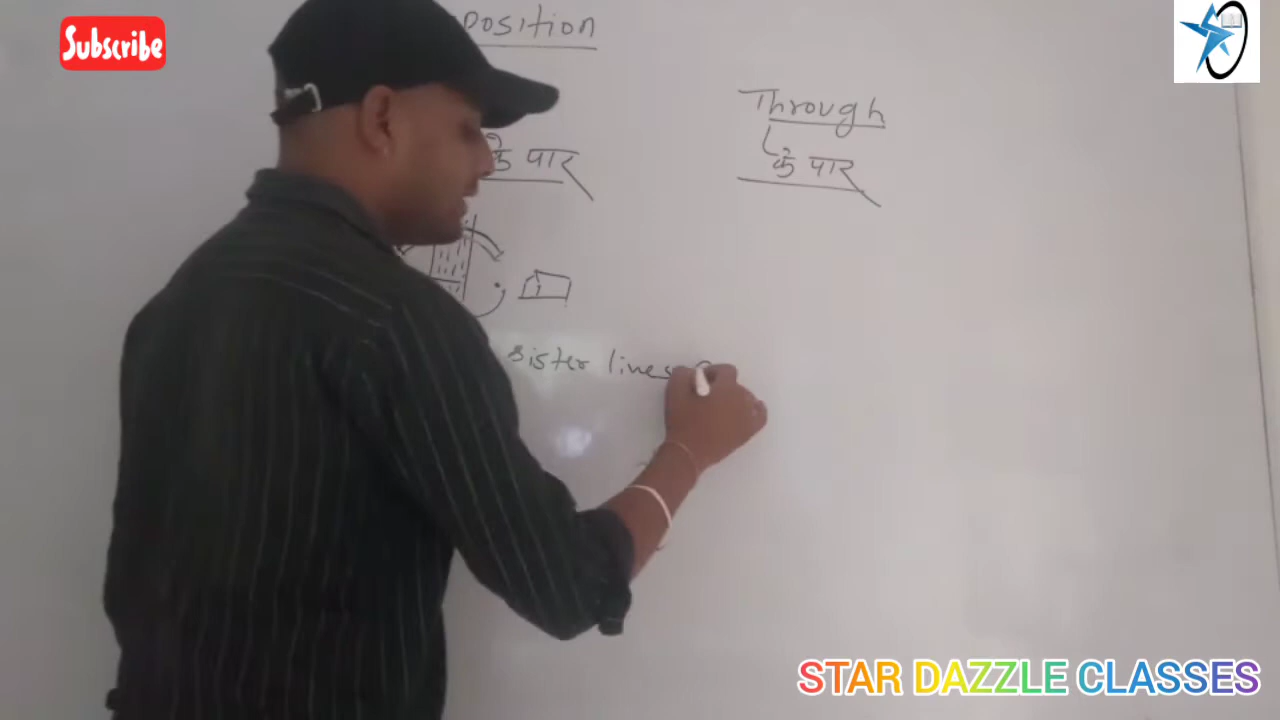 Subscribe
position
Through
के पार
के पार
sister lines
STAR DAZZLE CLASSES